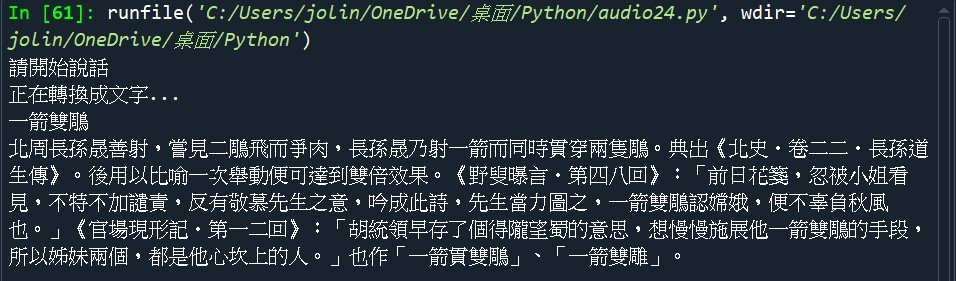 In [61]: runfile('C:/Users/jolin/OneDrive/桌面/Python/audio24.py', wdir='C:/Users/
jolin/OneDrive/桌面/Python')
請開始說話
正在轉換成文字...
一箭雙鵰
北周長孫晟善射，嘗見二鵰飛而爭肉，長孫晟乃射一箭而同時貫穿兩隻鵰。典出《北史·卷二二·長孫道
生傳》。後用以比喻一次舉動便可達到雙倍效果。《野叟曝言·第四八回》：「前日花箋，忽被小姐看
見，不特不加譴責，反有敬慕先生之意，吟成此詩，先生當力圖之，一箭雙鵰認嫦娥，便不辜負秋風
也。」《官場現形記·第一二回》：「胡統領早存了個得隴望蜀的意思，想慢慢施展他一箭雙鵰的手段，
所以姊妹兩個，都是他心坎上的人。」也作「一箭貫雙鵰」、「一箭雙雕」。